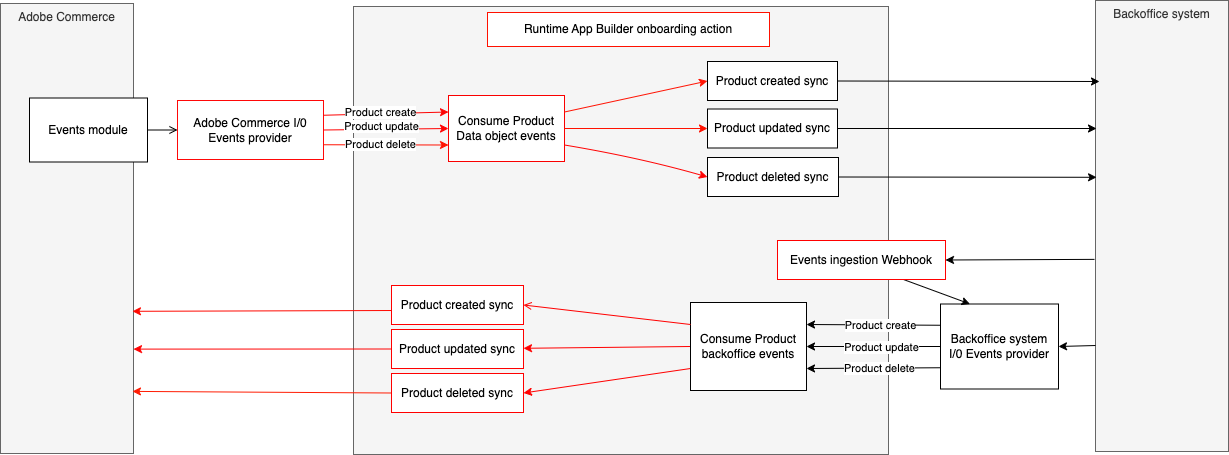 Adobe Commerce
Backoffice system
Runtime App Builder onboarding action
Product created sync
Events module
Adobe Commerce I/0
Events provider
Product create
Product update
Product delete
Consume Product
Data object events
Product updated sync
Product deleted sync
Events ingestion Webhook
Product created sync
Product updated sync
Product deleted sync
Consume Product
backoffice events
Product create
Product update
Product delete
Backoffice system
I/0 Events provider